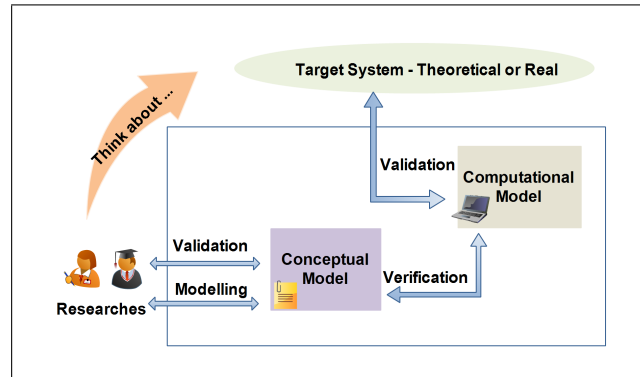 Target System - Theoretical or Real
Think about ...
Validation
Computational
Model
Validation
Conceptual
Model
Modelling
Verification
Researches